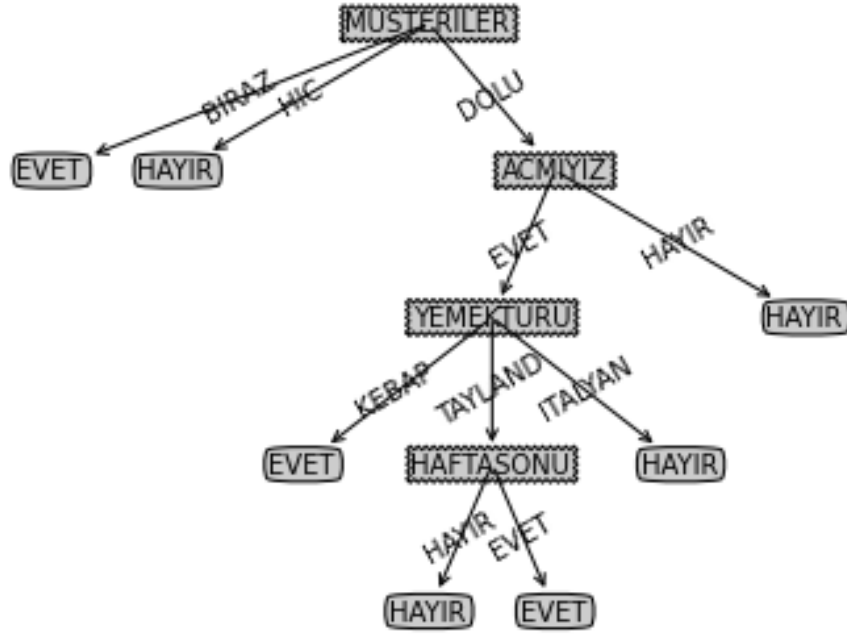 MUSTERILER
BIRAZ
HIC
DOLU
EVET
HAYIR
ACMIYIZ
EVET
HAYIR
YEMEKTURU
HAYIR
KEBAP
TAYLAND
ITALYAN
EVET
HAFTASONU
HAYIR
HAYIR
EVET
HAYIR
EVET